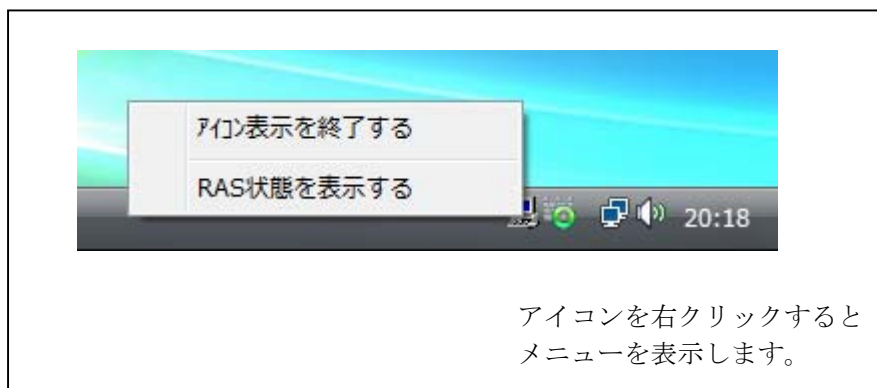 ｱｲｺﾝ表示を終了する
RAS状態を表示する
20:18
アイコンを右クリックすると
メニューを表示します。